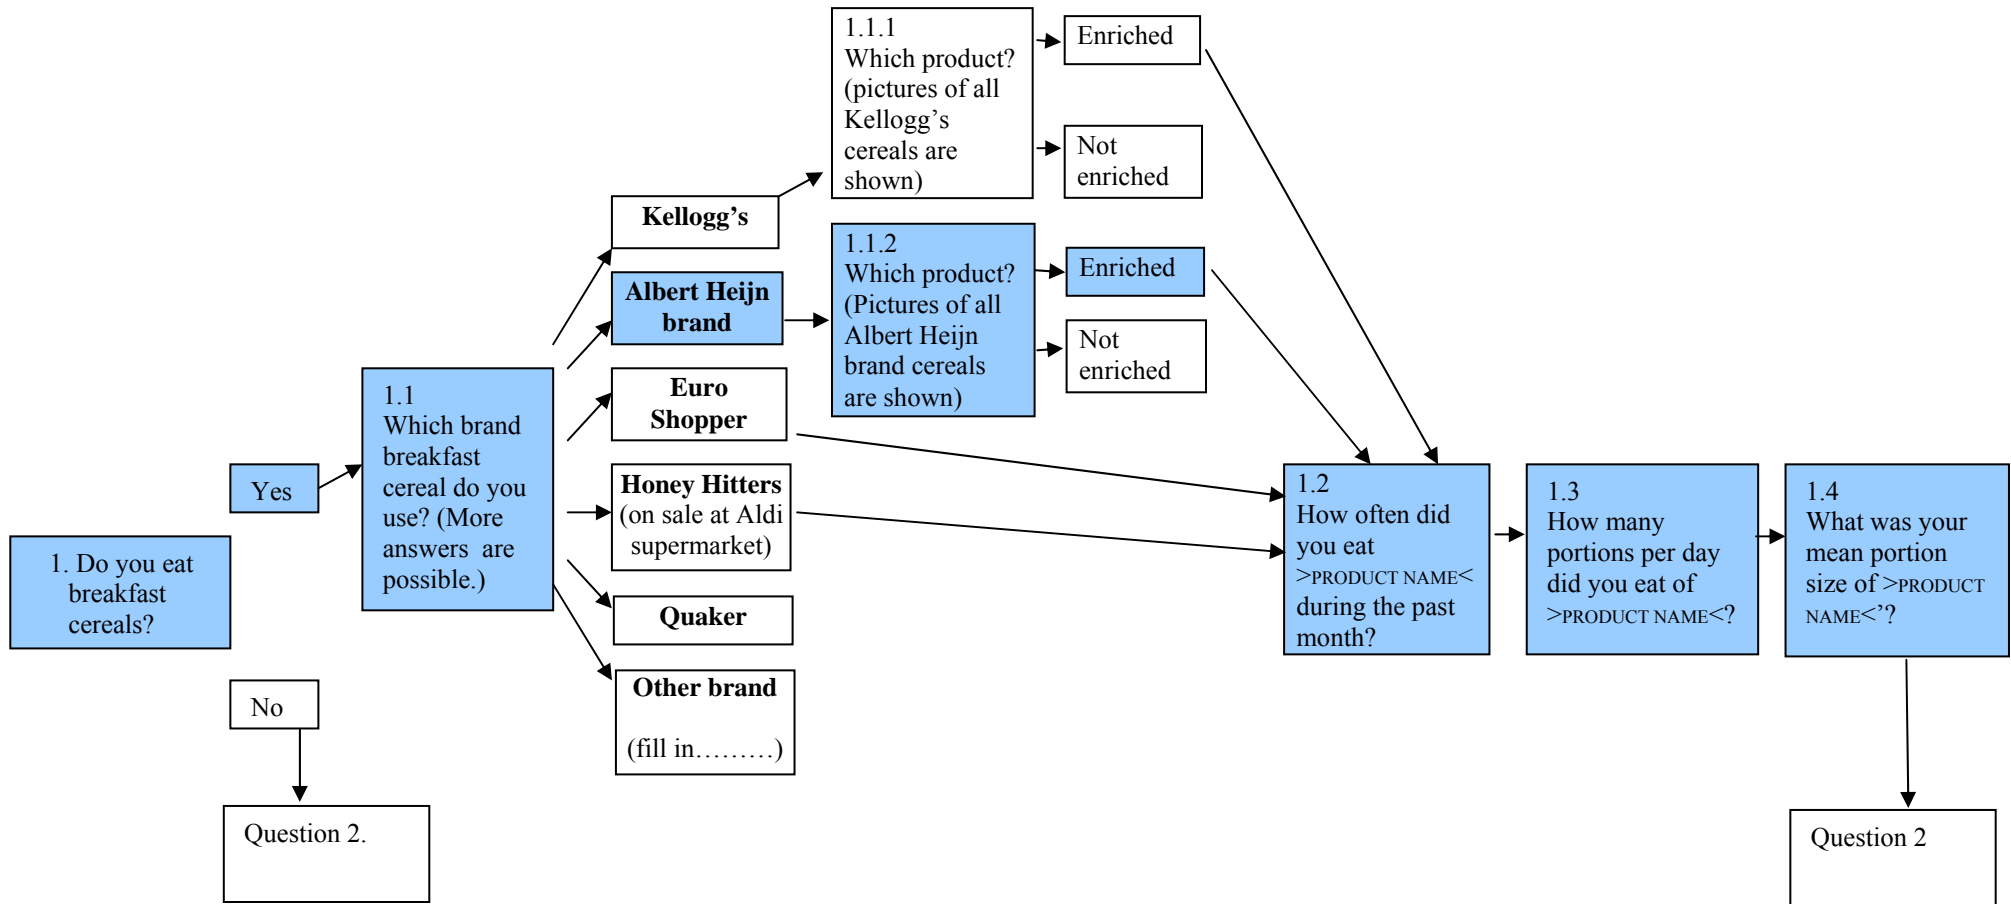 1. Do you eat
breakfast
cereals?
Yes
No
Question 2.
1.1
Which brand
breakfast
cereal do you
use? (More
answers are
possible.)
Kellogg’s
Albert Heijn
brand
Euro
Shopper
Honey Hitters
(on sale at Aldi
supermarket)
Quaker
Other brand
(fill in………)
1.1.1
Which product?
(pictures of all
Kellogg’s
cereals are
shown)
Enriched
Not
enriched
1.1.2
Which product?
(Pictures of all
Albert Heijn
brand cereals
are shown)
Enriched
Not
enriched
1.2
How often did
you eat
>PRODUCT NAME<
during the past
month?
1.3
How many
portions per day
did you eat of
>PRODUCT NAME<?
1.4
What was your
mean portion
size of >PRODUCT
NAME<’?
Question 2